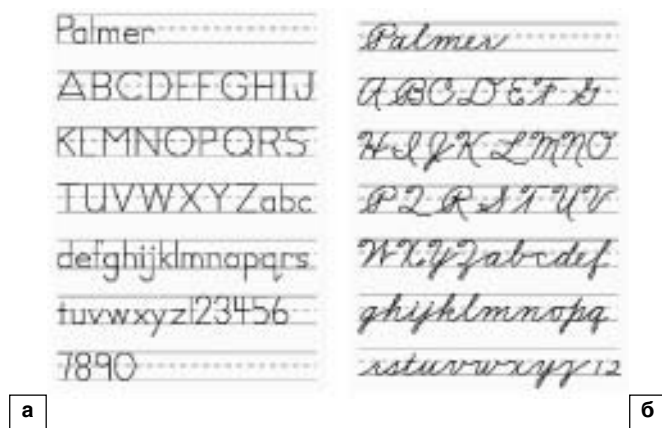 Palmer
ABCDEFGHIJ
KLMNOPQRS
TUVWXYZabc
defghijklmnopqrs
tuvwxyz123456
7890
а
Palmer
ABCDEFG
HIJKLMNO
PQRSTUV
WXYZabcdef
ghijklmnopq
rstuvwxyz12
б